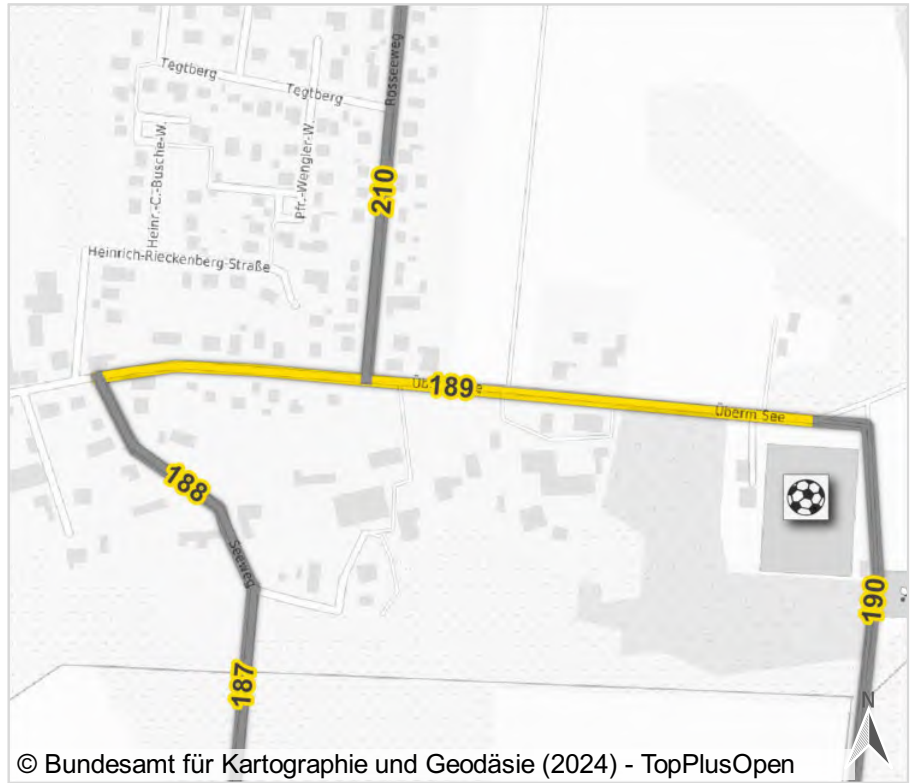 Tegtberg
Tegtberg
Rosseeweg
Heinr.-C.-Busche-W.
Pfr.-Wengler-W.
210
Heinrich-Rieckenberg-Straße
189
Überm See
188
Seeweg
190
187
N
© Bundesamt für Kartographie und Geodäsie (2024) - TopPlusOpen